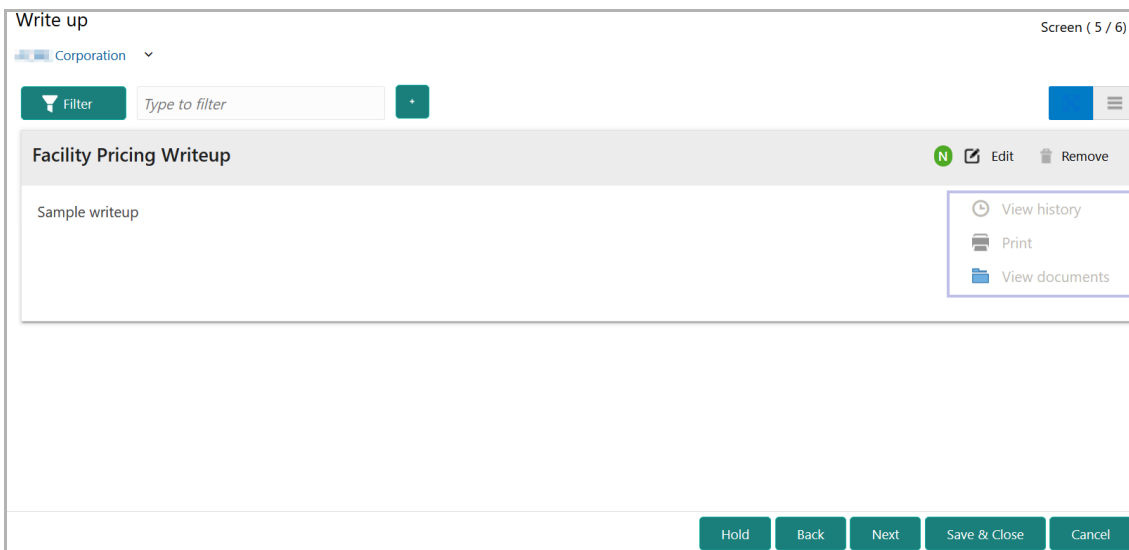 Write up
Screen ( 5 / 6)
Corporation
Filter
Type to filter
+
Facility Pricing Writeup
N Edit Remove
Sample writeup
View history
Print
View documents
Hold Back Next Save & Close Cancel